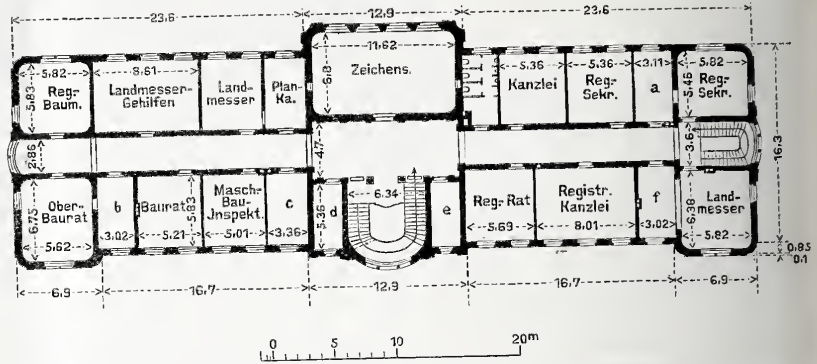 23,6 12,9 23,6
11,62
5,82 8,61 6,8 Zeichens. 5,36 5,36 3,11 5,82
Reg.- Landmesser- Land- Plan- Kanzlei Reg.- a Reg.-
Baum. Gehilfen messer Ka. Sekr. Sekr.
5,83 5,46
2,86 4,7 3,6 16,3
6,34
Ober- b Baurat Masch.- c d e Reg.-Rat Registr. f Land-
Baurat Bau- Kanzlei messer
Jnspekt.
6,75 5,83 5,36 6,38
5,62 3,02 5,21 5,01 3,36 5,69 8,01 3,02 5,82
0,85
0,1
6,9 16,7 12,9 16,7 6,9
0 5 10 20m